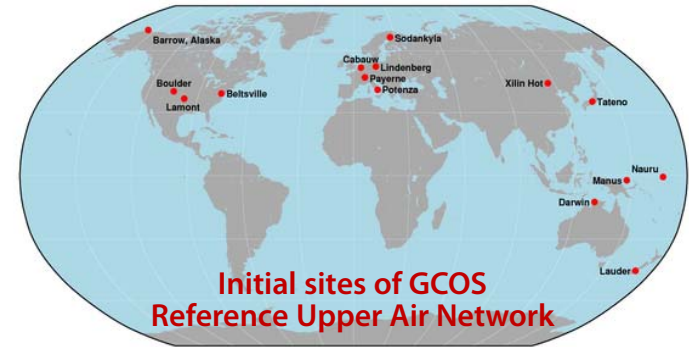 Barrow, Alaska
Sodankyla
Cabauw
Lindenberg
Payerne
Potenza
Boulder
Lamont
Beltsville
Xilin Hot
Tateno
Nauru
Manus
Darwin
Lauder
Initial sites of GCOS
Reference Upper Air Network